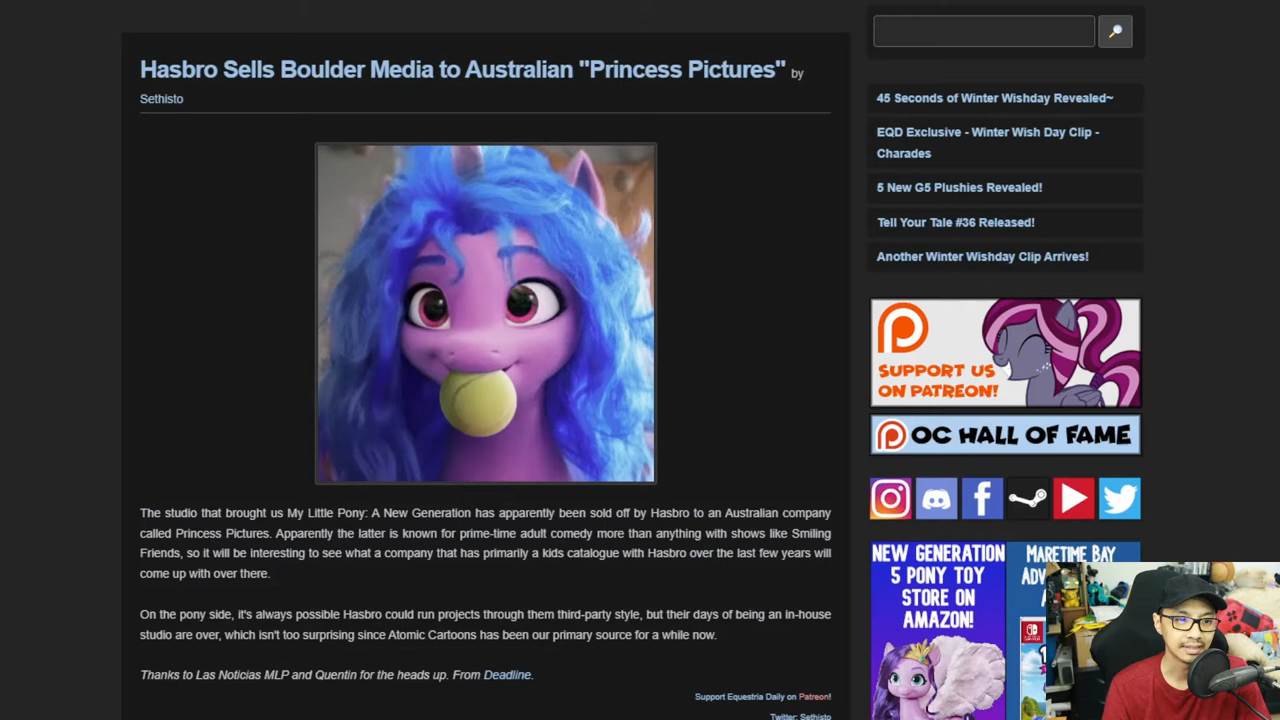 Hasbro Sells Boulder Media to Australian "Princess Pictures" by
Sethisto
The studio that brought us My Little Pony: A New Generation has apparently been sold off by Hasbro to an Australian company
called Princess Pictures. Apparently the latter is known for prime-time adult comedy more than anything with shows like Smiling
Friends, so it will be interesting to see what a company that has primarily a kids catalogue with Hasbro over the last few years will
come up with over there.
On the pony side, it's always possible Hasbro could run projects through them third-party style, but their days of being an in-house
studio are over, which isn't too surprising since Atomic Cartoons has been our primary source for a while now.
Thanks to Las Noticias MLP and Quentin for the heads up. From Deadline.
Support Equestria Daily on Patreon!
Twitter: Sethisto
45 Seconds of Winter Wishday Revealed~
EQD Exclusive - Winter Wish Day Clip -
Charades
5 New G5 Plushies Revealed!
Tell Your Tale #36 Released!
Another Winter Wishday Clip Arrives!
SUPPORT US
ON PATREON!
OC HALL OF FAME
NEW GENERATION
5 PONY TOY
STORE ON
AMAZON!
MARETIME BAY